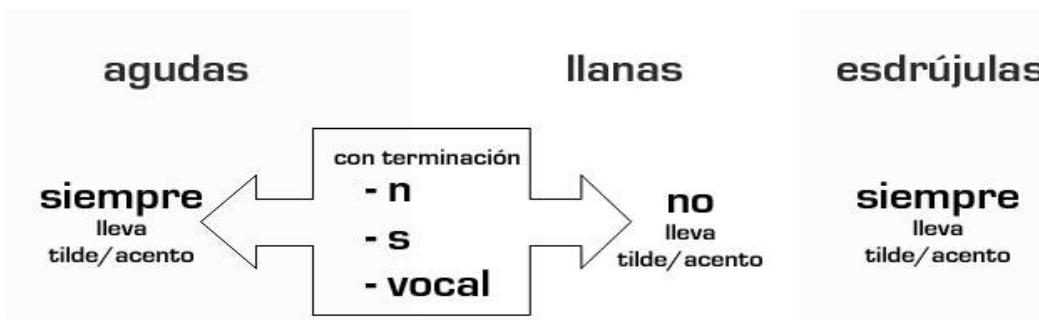 agudas
llanas
esdrújulas
con terminación
- n
- s
- vocal
siempre
lleva
tilde/acento
no
lleva
tilde/acento
siempre
lleva
tilde/acento